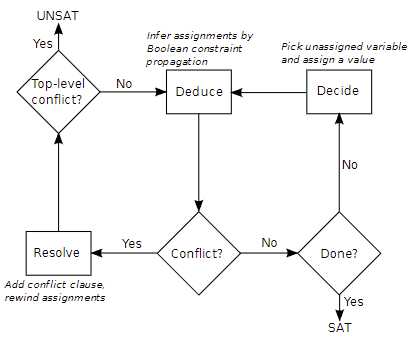 UNSAT
Yes
Infer assignments by
Boolean constraint
propagation
Pick unassigned variable
and assign a value
Top-level
conflict?
No
Deduce
Decide
No
Resolve
Yes
Conflict?
No
Done?
Add conflict clause,
rewind assignments
Yes
SAT